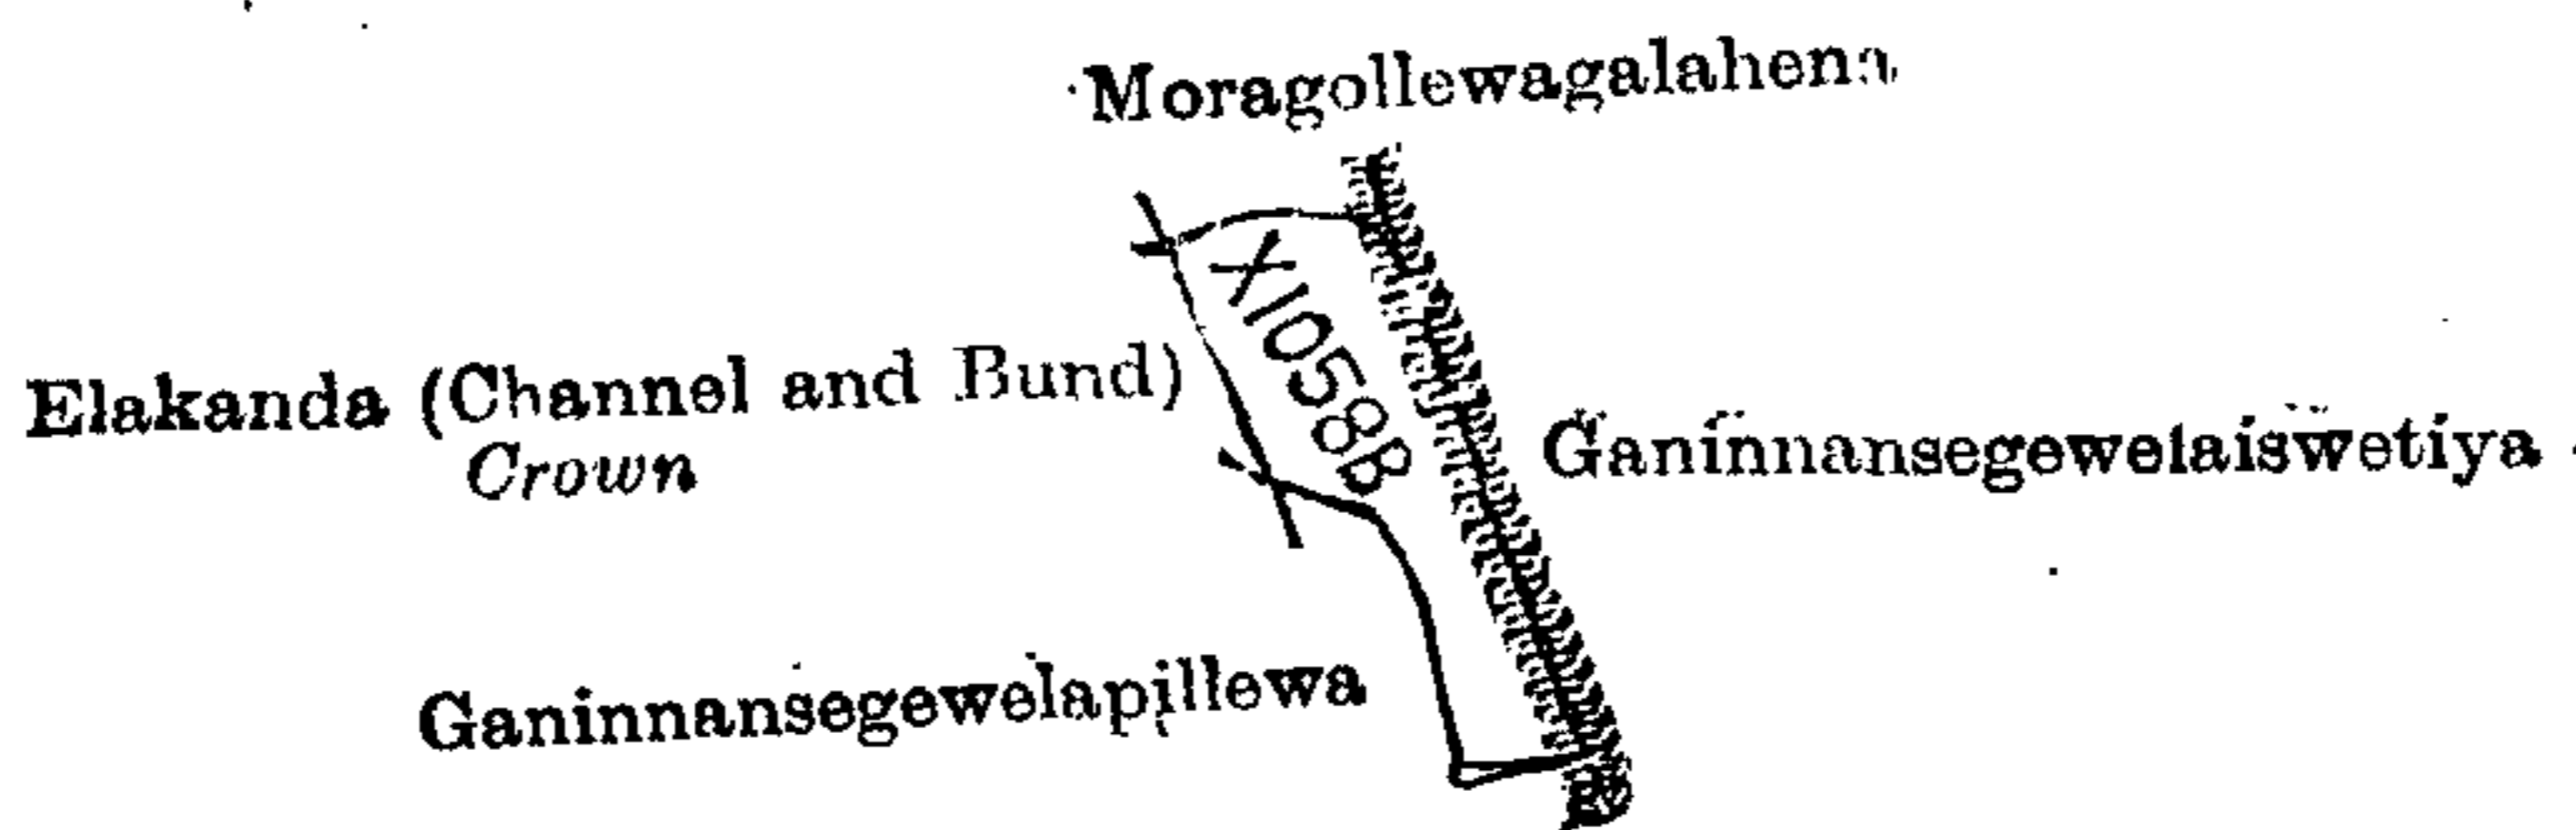 Moragollewagalahena
X1058B
Elakanda (Channel and Bund)
Crown
Ganinnansegewelaiswetiya
Ganinnansegewelapillewa